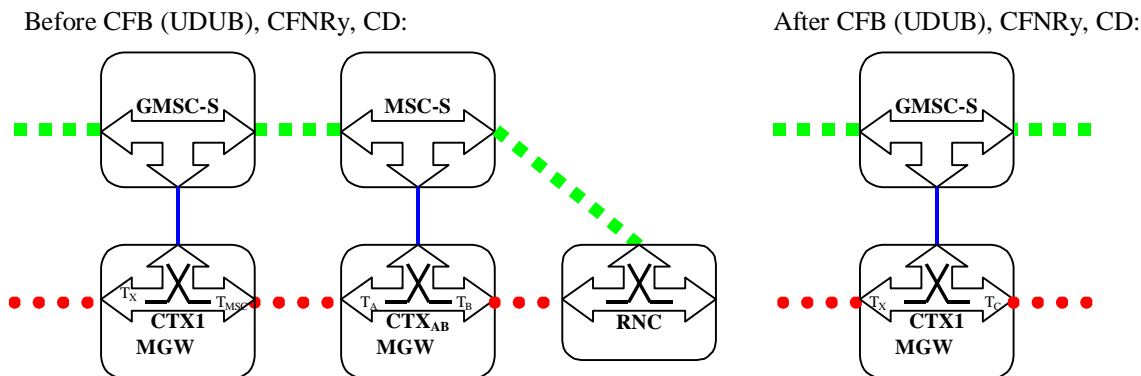 Before CFB (UDUB), CFNRy, CD:
After CFB (UDUB), CFNRy, CD:
GMSC-S
MSC-S
GMSC-S
TX
TMSC
TA
TB
TX
TC
CTX1
CTXAB
RNC
CTX1
MGW
MGW
MGW